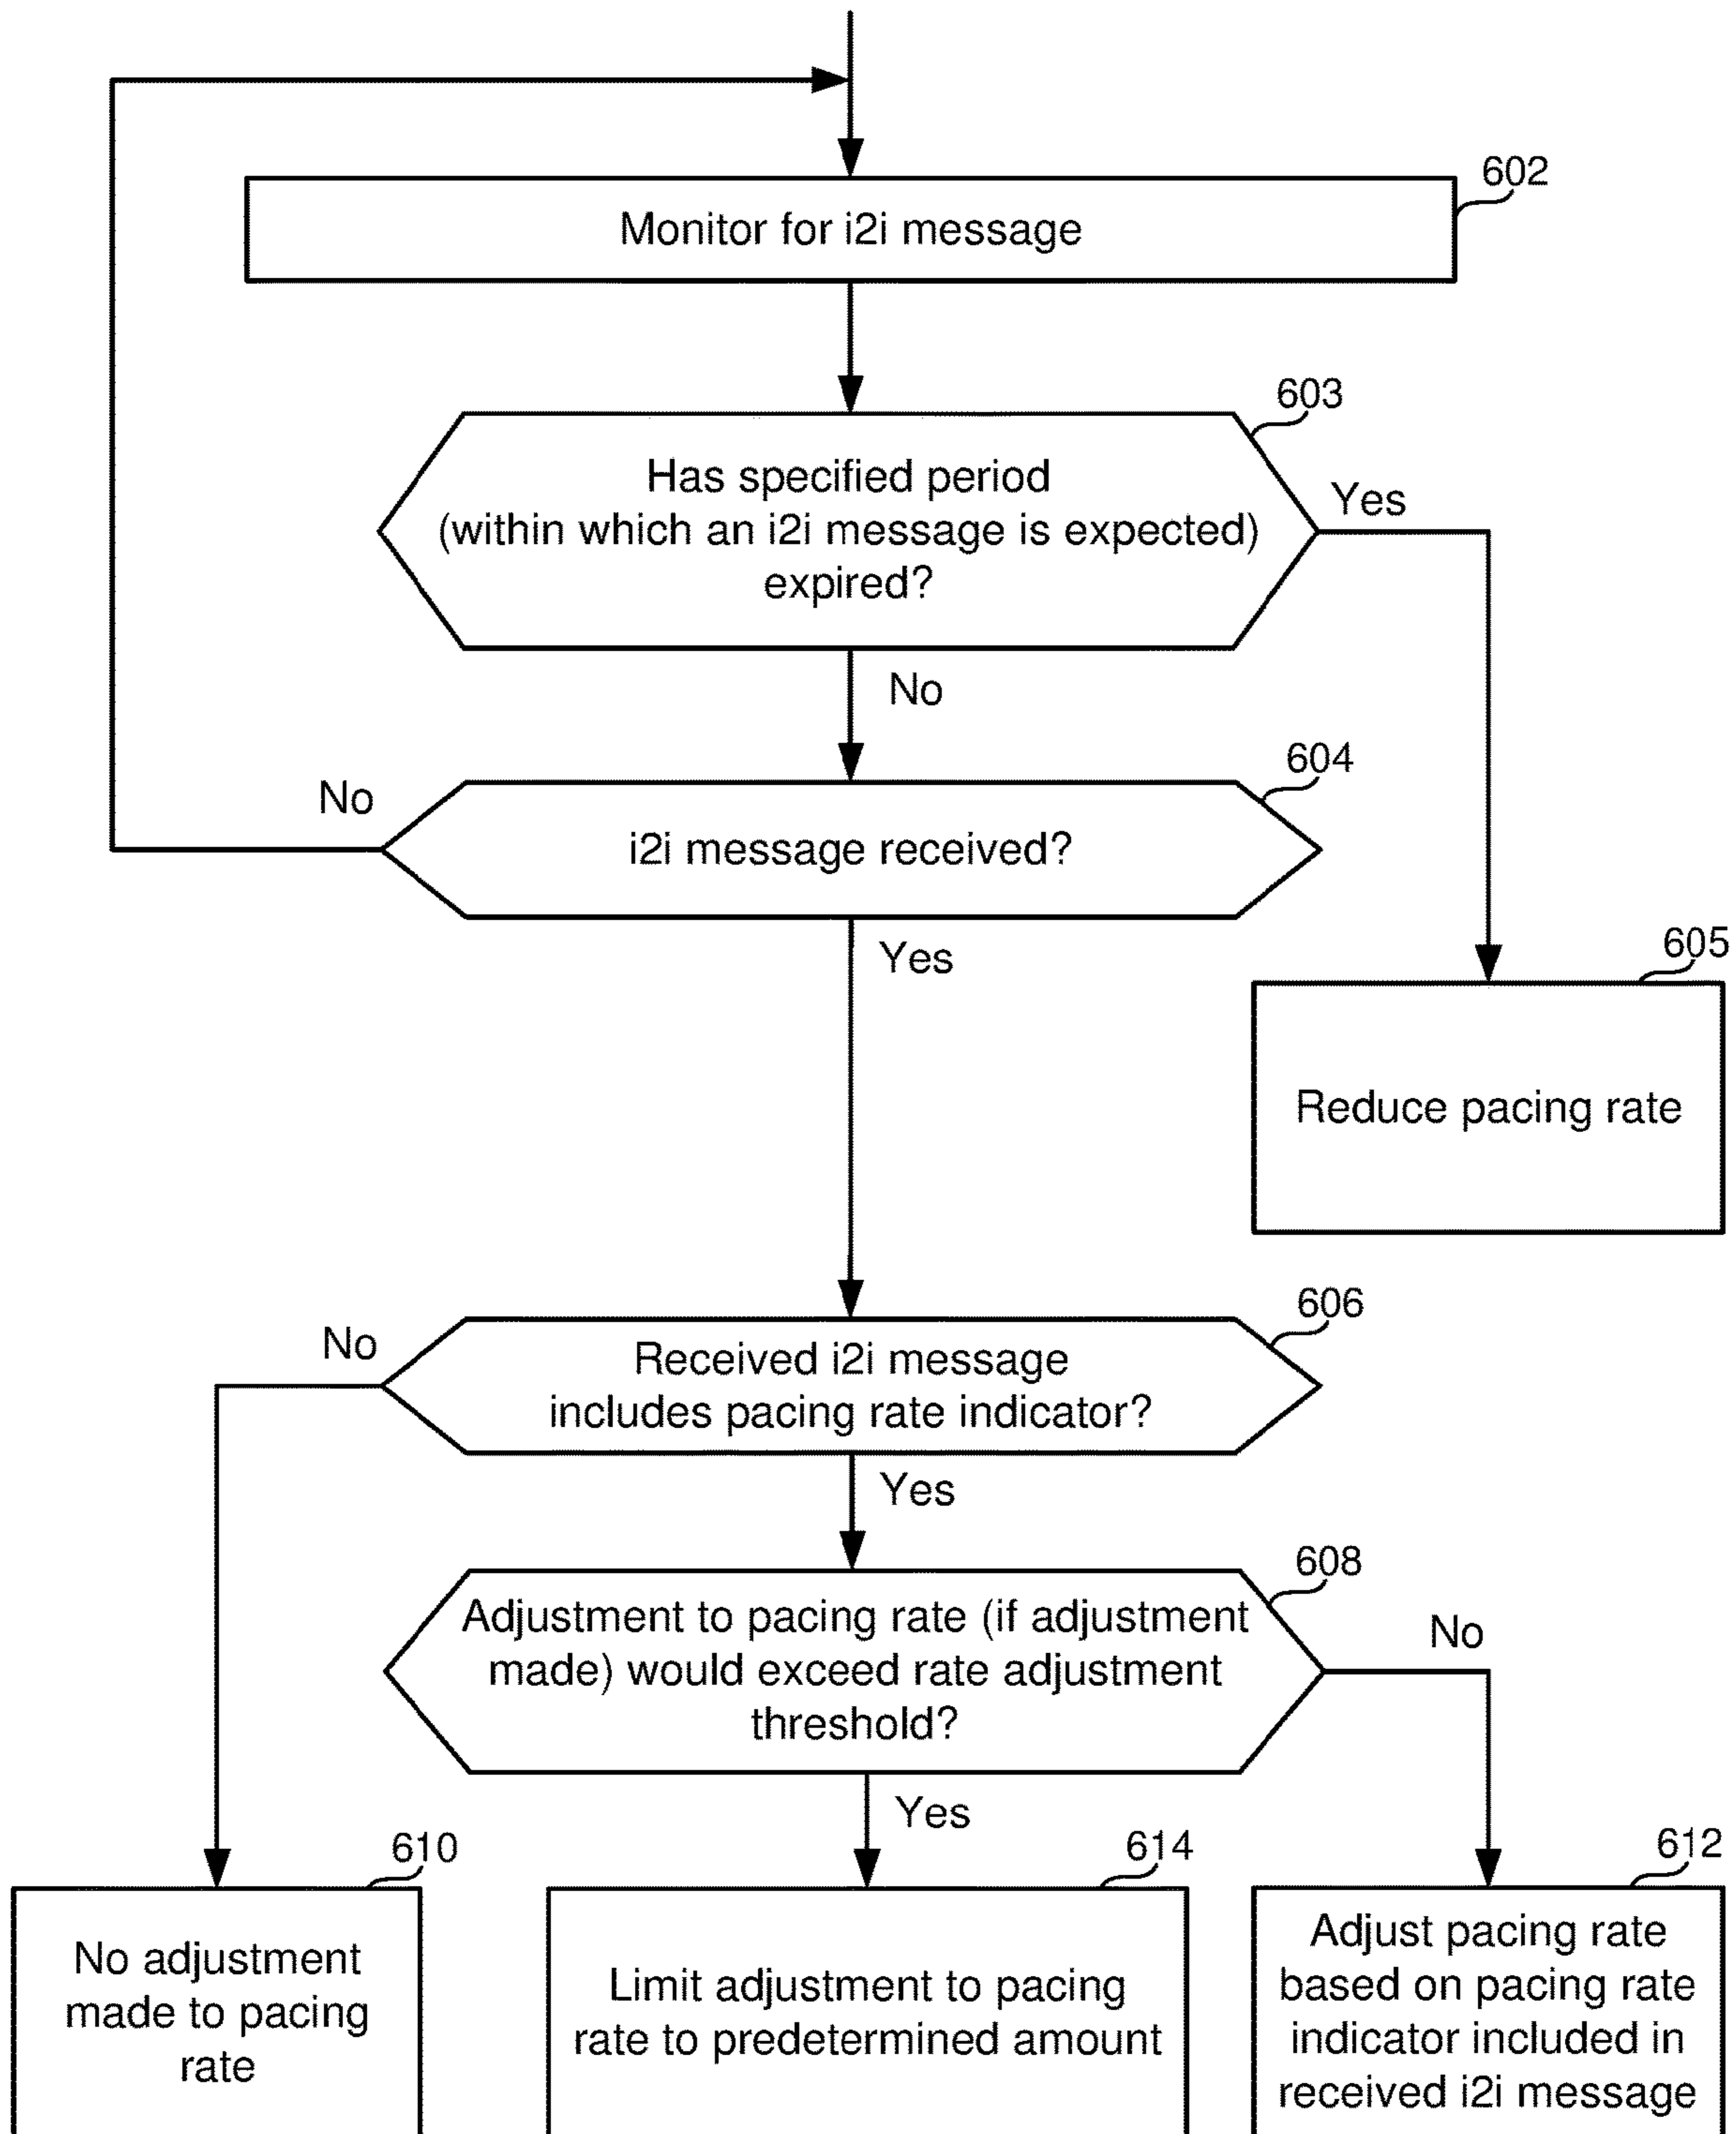 602
Monitor for i2i message
603
Has specified period
(within which an i2i message is expected)
expired?
Yes
No
604
No
i2i message received?
Yes
605
Reduce pacing rate
606
No
Received i2i message
includes pacing rate indicator?
Yes
608
Adjustment to pacing rate (if adjustment
made) would exceed rate adjustment
threshold?
No
Yes
610
No adjustment
made to pacing
rate
614
Limit adjustment to pacing
rate to predetermined amount
612
Adjust pacing rate
based on pacing rate
indicator included in
received i2i message